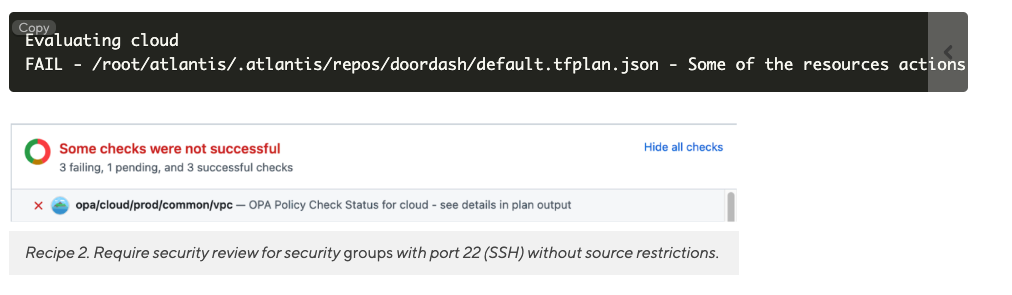 Copy
Evaluating cloud
FAIL - /root/atlantis/.atlantis/repos/doordash/default.tfplan.json - Some of the resources actions
Some checks were not successful
Hide all checks
3 failing, 1 pending, and 3 successful checks
opa/cloud/prod/common/vpc — OPA Policy Check Status for cloud - see details in plan output
Recipe 2. Require security review for security groups with port 22 (SSH) without source restrictions.